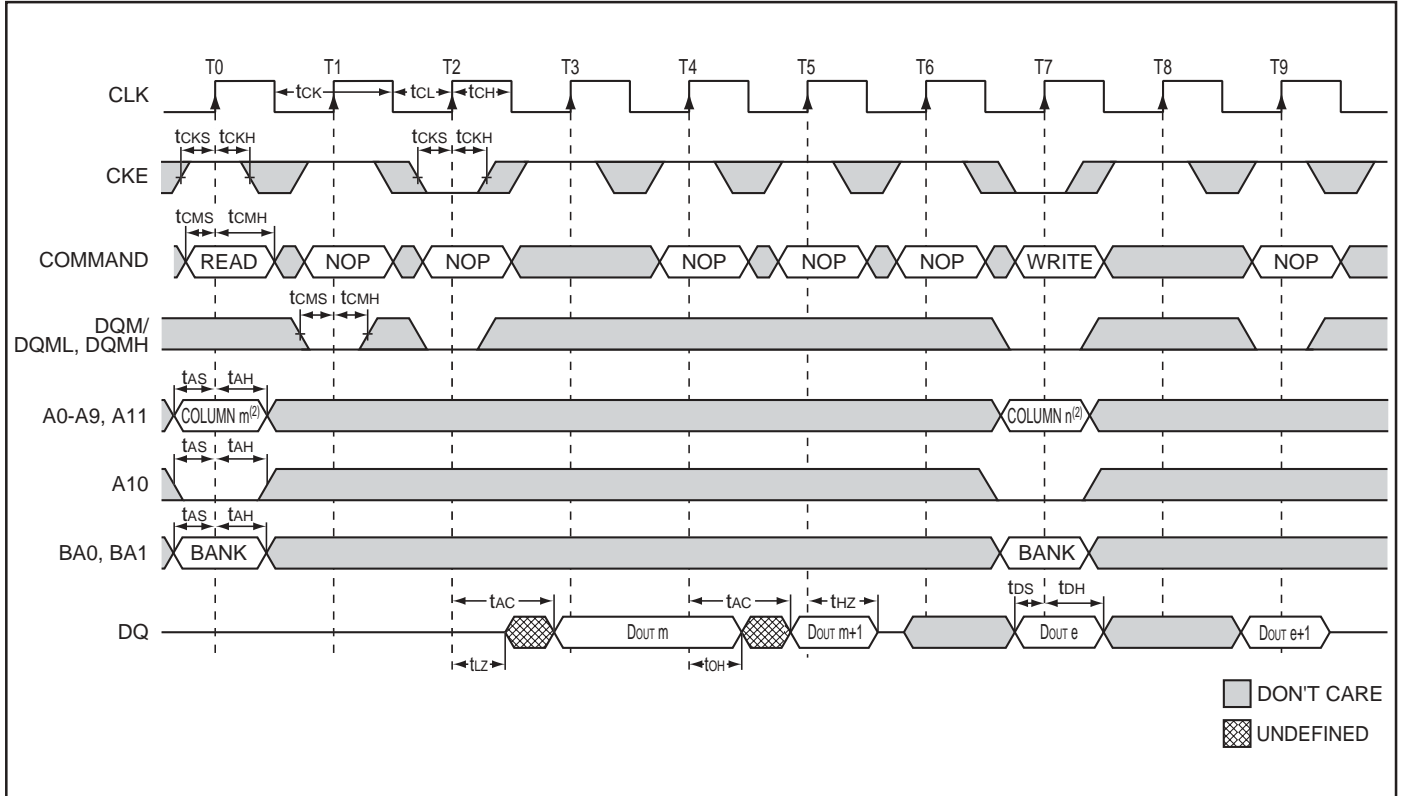 T0 T1 T2 T3 T4 T5 T6 T7 T8 T9
CLK tCK tCL tCH
tCKS tCKH tCKS tCKH
CKE
tCMS tCMH
COMMAND READ NOP NOP NOP NOP NOP WRITE NOP
tCMS tCMH
DQM/
DQML, DQMH
tAS tAH
A0-A9, A11 COLUMN m(2) COLUMN n(2)
tAS tAH
A10
tAS tAH
BA0, BA1 BANK BANK
tAC tAC tHZ tDS tDH
DQ DOUT m DOUT m+1 DOUT e DOUT e+1
tLZ tOH
DON'T CARE
UNDEFINED